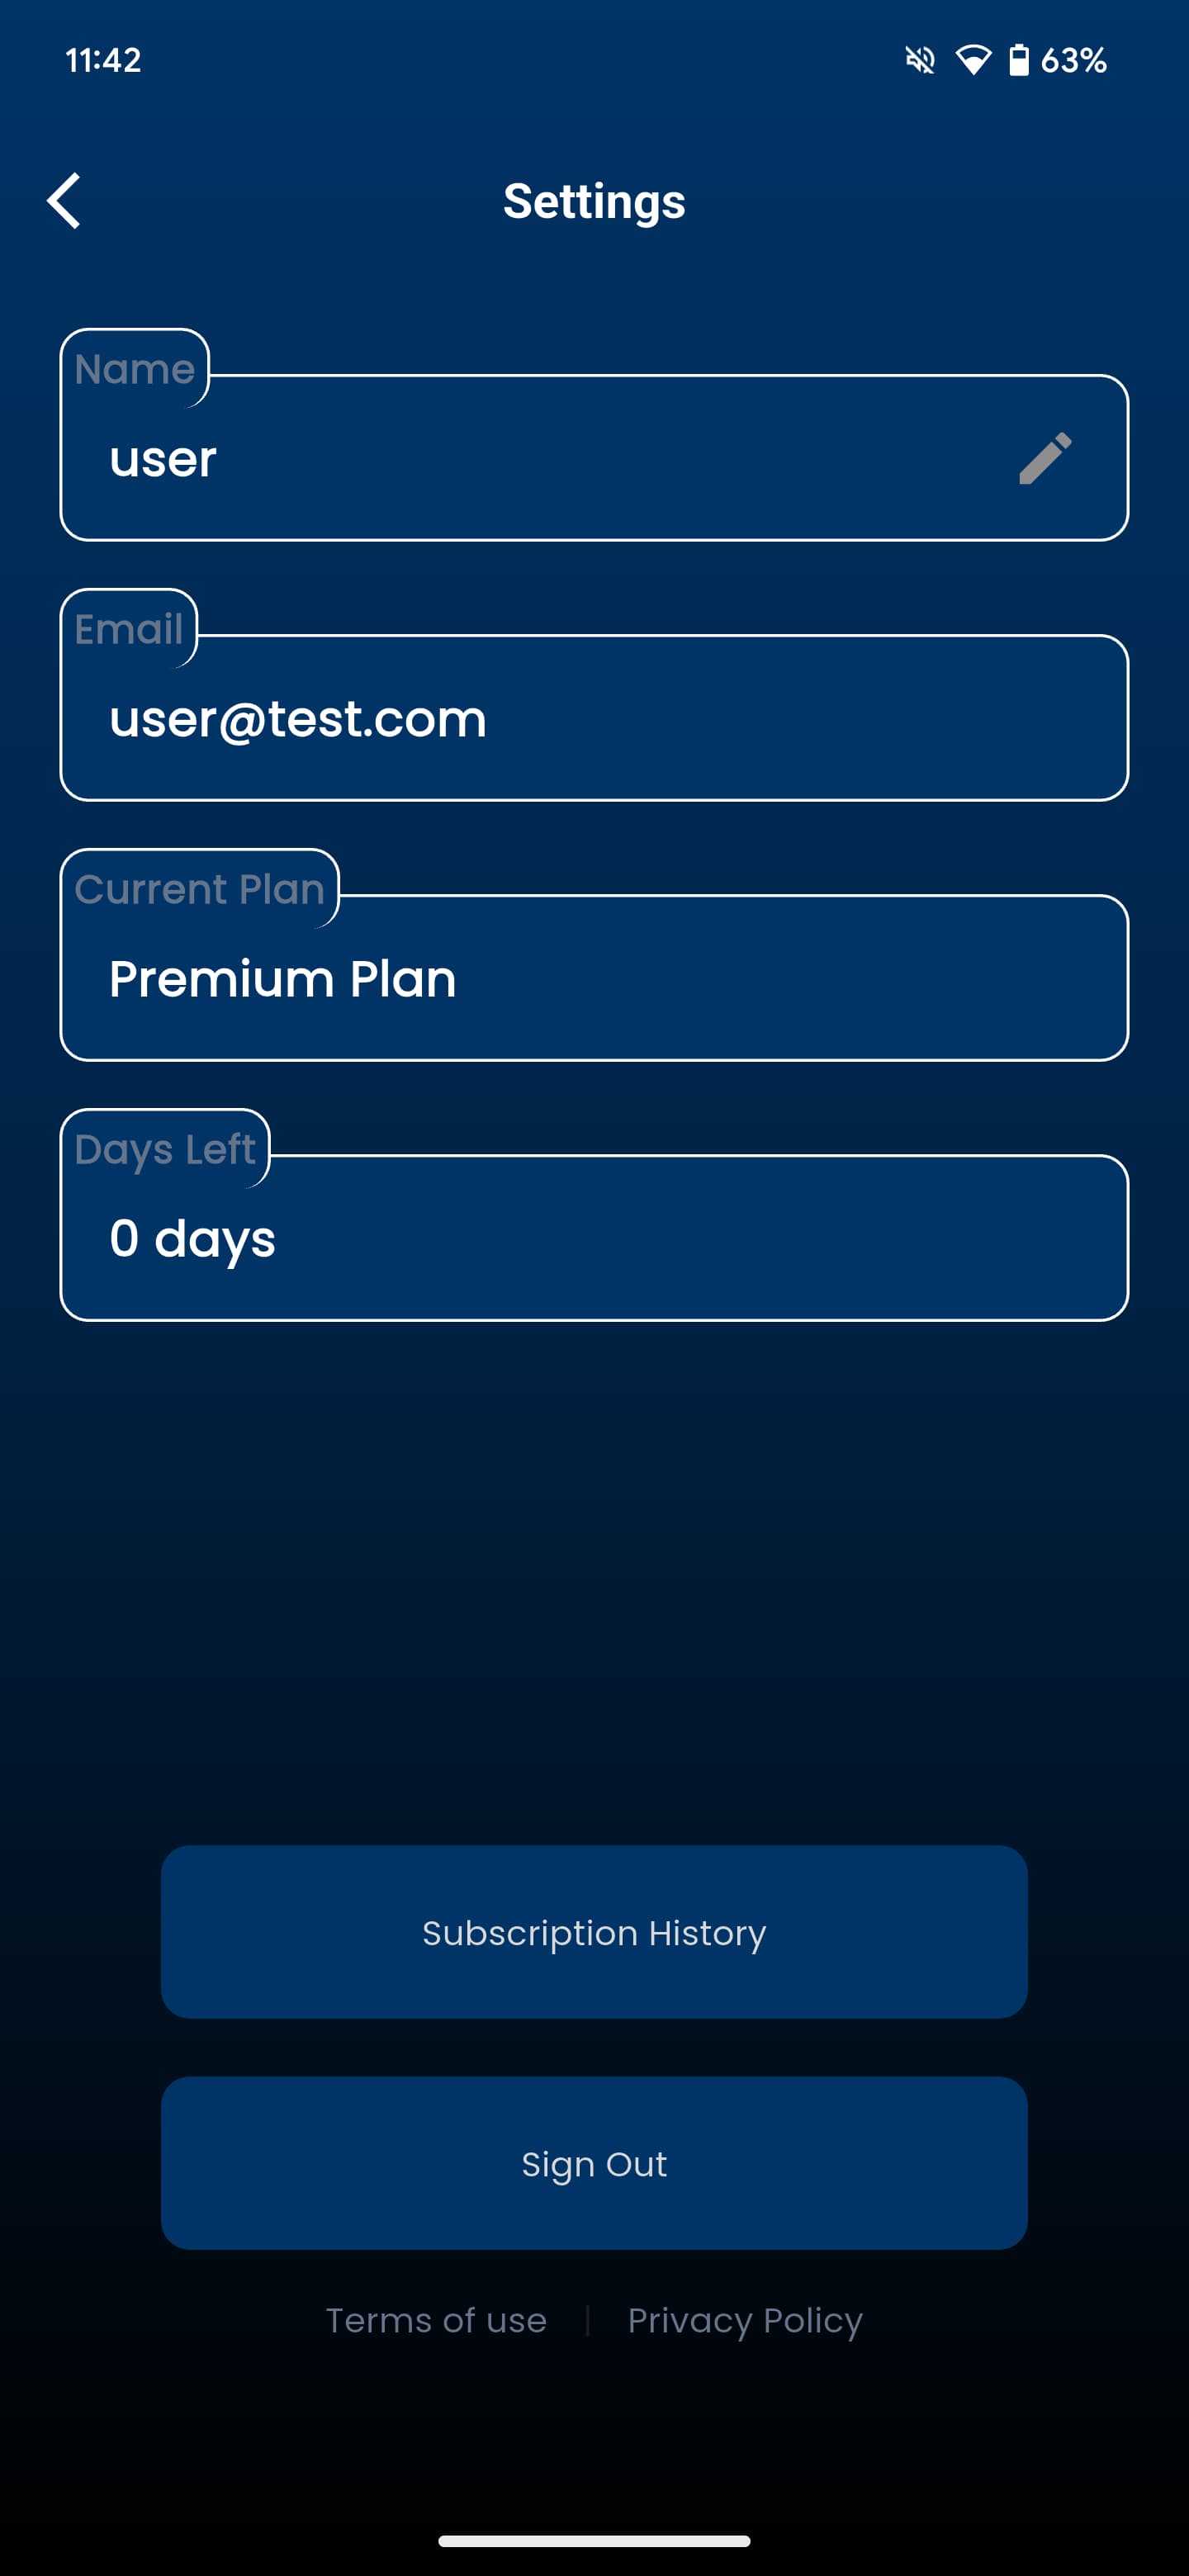 11:42 63%
Settings
Name
user
Email
user@test.com
Current Plan
Premium Plan
Days Left
0 days
Subscription History
Sign Out
Terms of use | Privacy Policy